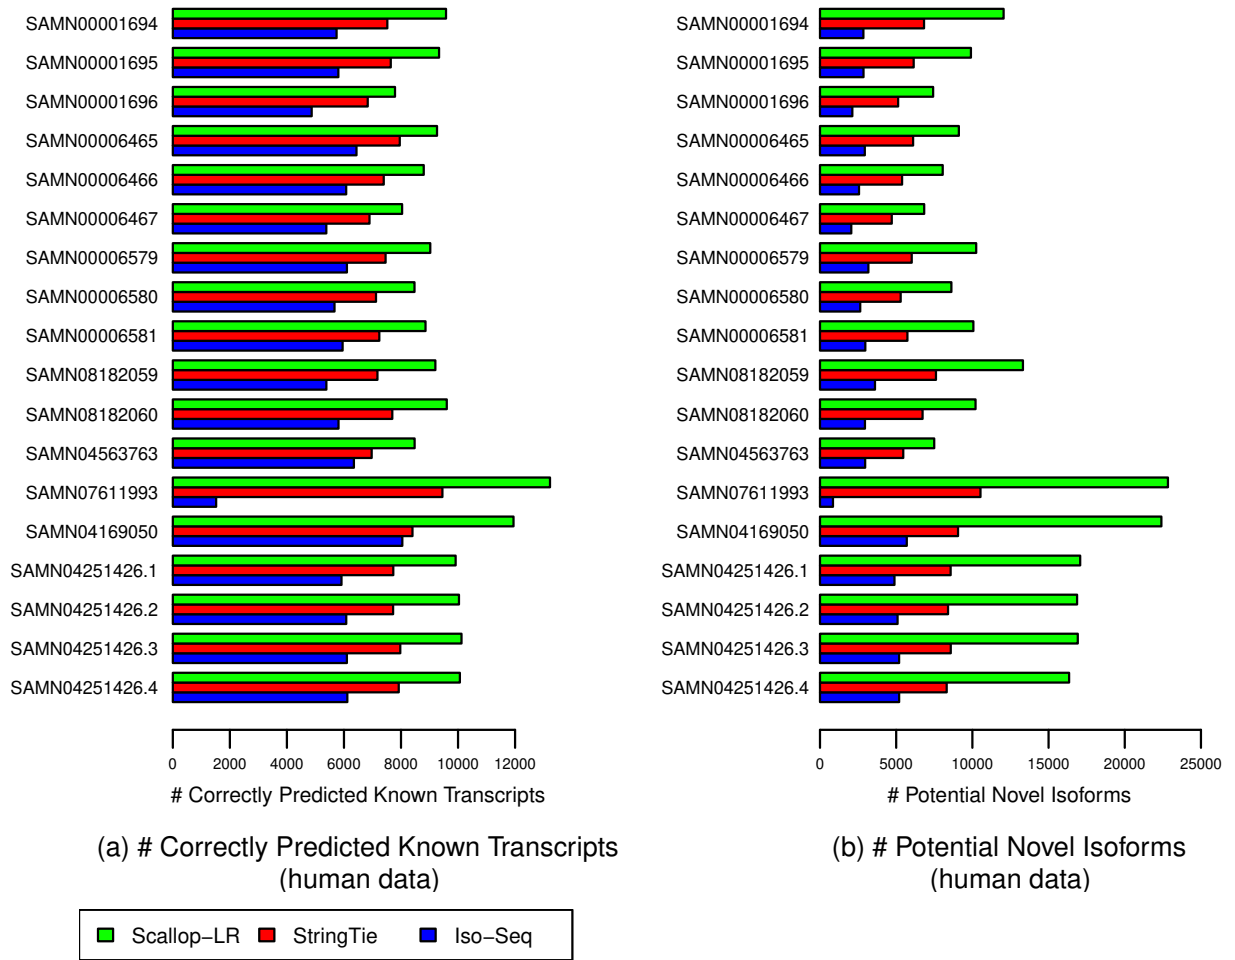 SAMN00001694
SAMN00001695
SAMN00001696
SAMN00006465
SAMN00006466
SAMN00006467
SAMN00006579
SAMN00006580
SAMN00006581
SAMN08182059
SAMN08182060
SAMN04563763
SAMN07611993
SAMN04169050
SAMN04251426.1
SAMN04251426.2
SAMN04251426.3
SAMN04251426.4
0 2000 4000 6000 8000 10000 12000
# Correctly Predicted Known Transcripts
(a) # Correctly Predicted Known Transcripts
(human data)
SAMN00001694
SAMN00001695
SAMN00001696
SAMN00006465
SAMN00006466
SAMN00006467
SAMN00006579
SAMN00006580
SAMN00006581
SAMN08182059
SAMN08182060
SAMN04563763
SAMN07611993
SAMN04169050
SAMN04251426.1
SAMN04251426.2
SAMN04251426.3
SAMN04251426.4
0 5000 10000 15000 20000 25000
# Potential Novel Isoforms
(b) # Potential Novel Isoforms
(human data)
Scallop−LR StringTie Iso−Seq